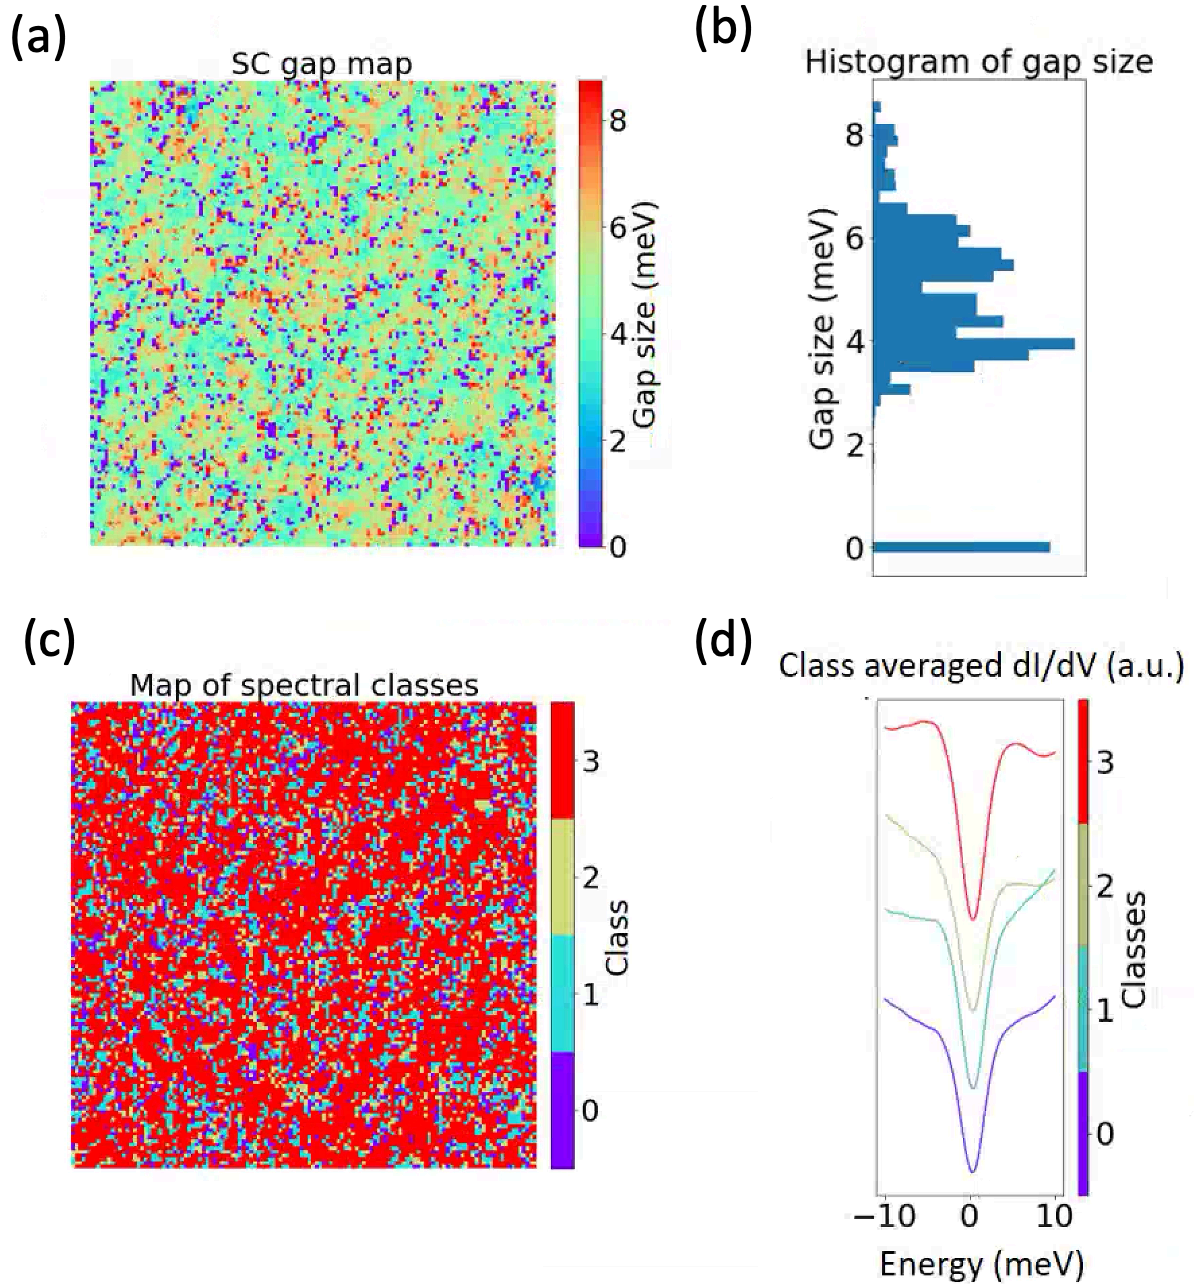 (a)
SC gap map
8
6
4
2
0
Gap size (meV)
(b)
Histogram of gap size
8
6
4
2
0
Gap size (meV)
(c)
Map of spectral classes
3
2
1
0
Class
(d)
Class averaged dI/dV (a.u.)
3
2
1
0
Classes
−10 0 10
Energy (meV)